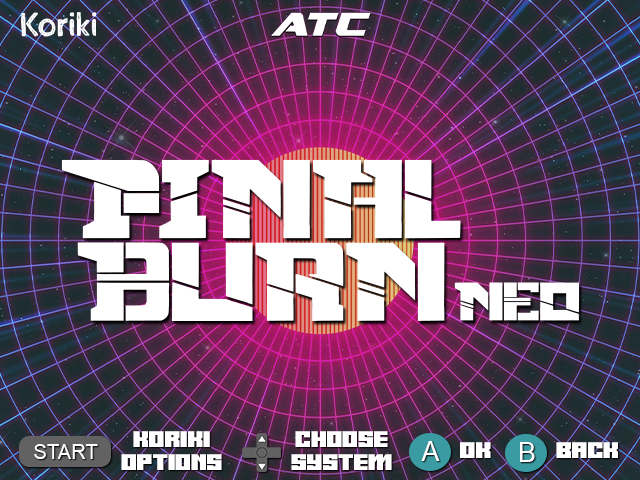 Koriki
ATC
FINAL
BURN NEO
START
KORIKI
OPTIONS
CHOOSE
SYSTEM
A
OK
B
BACK